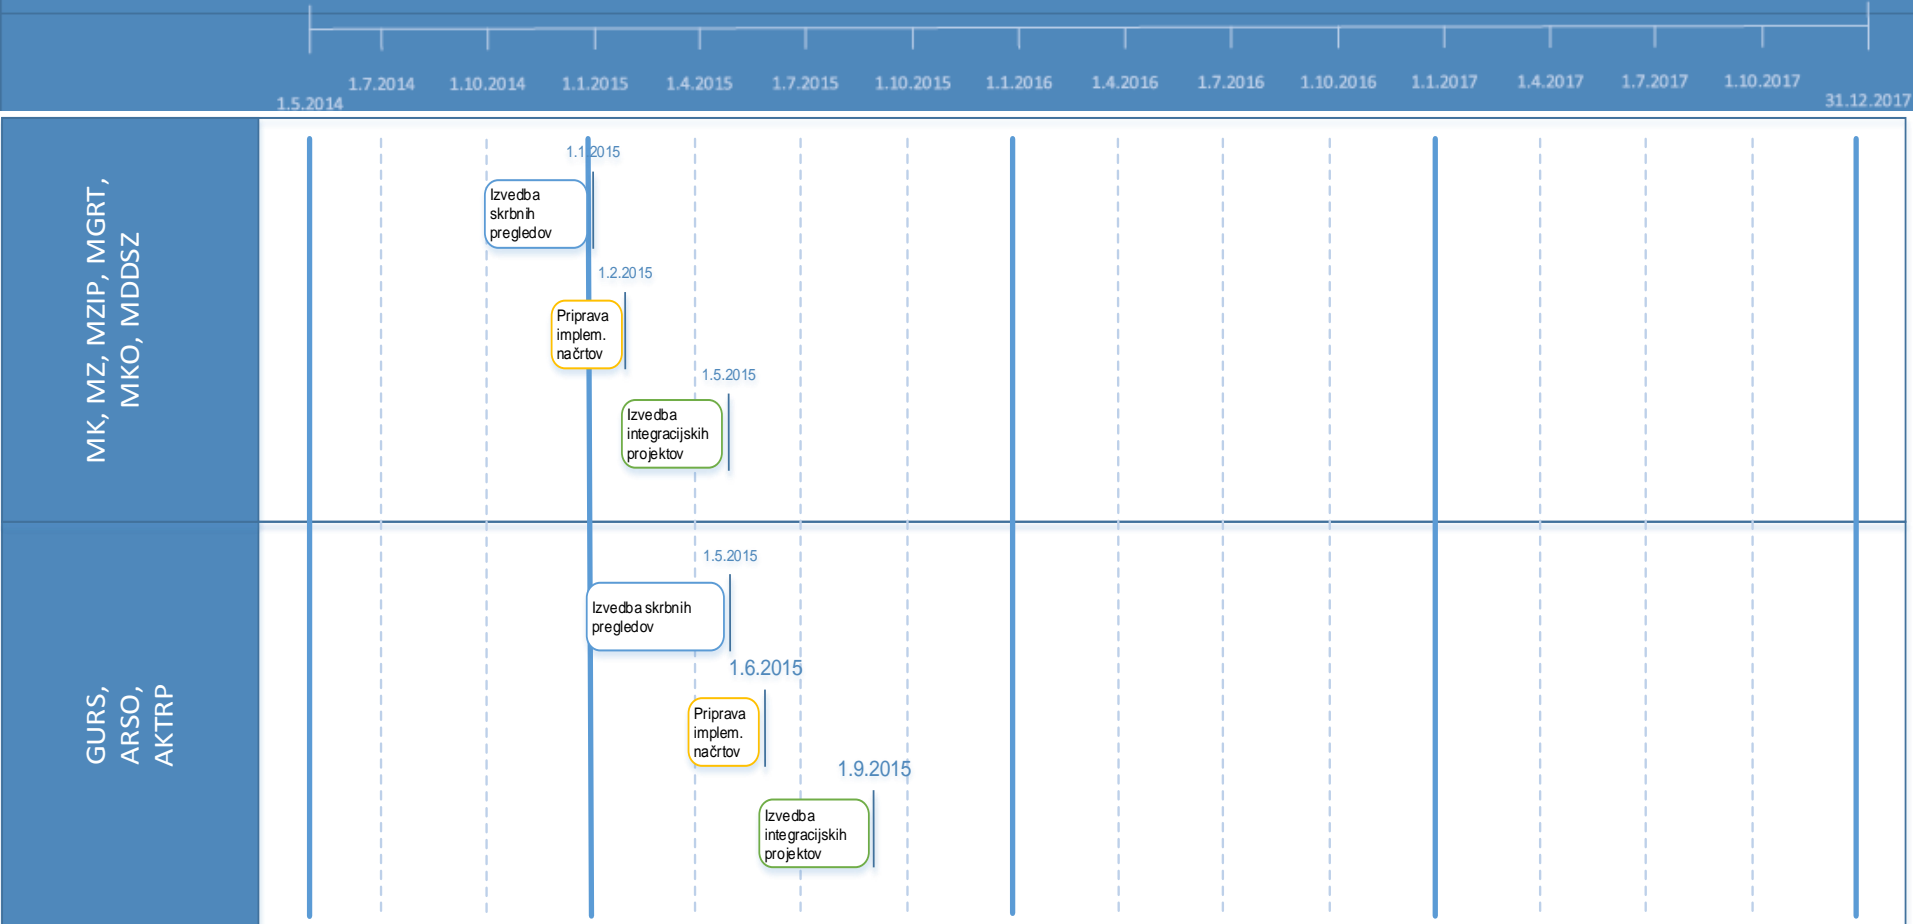 1.7.2014 1.10.2014 1.1.2015 1.4.2015 1.7.2015 1.10.2015 1.1.2016 1.4.2016 1.7.2016 1.10.2016 1.1.2017 1.4.2017 1.7.2017 1.10.2017
1.5.2014 31.12.2017
MK, MZ, MZIP, MGRT,
MKO, MDDSZ
1.1.2015
Izvedba
skrbnih
pregledov
1.2.2015
Priprava
implem.
načrtov
1.5.2015
Izvedba
integracijskih
projektov
GURS,
ARSO,
AKTRP
1.5.2015
Izvedba skrbnih
pregledov
1.6.2015
Priprava
implem.
načrtov
1.9.2015
Izvedba
integracijskih
projektov